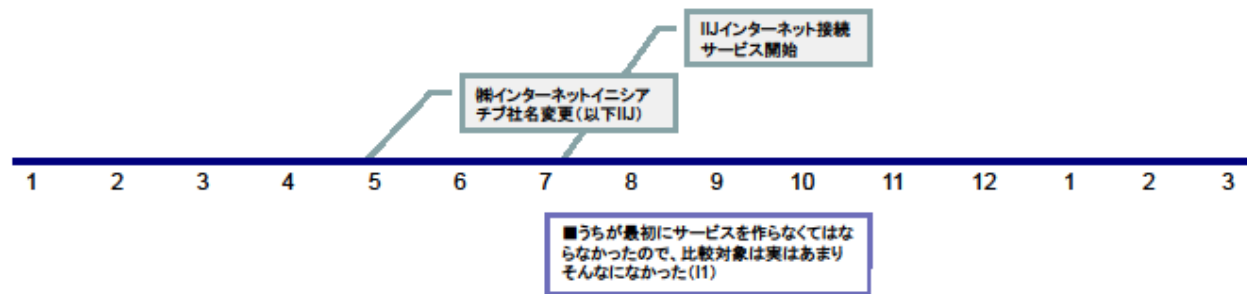 IIJインターネット接続
サービス開始
㈱インターネットイニシア
チブ社名変更(以下IIJ)
1 2 3 4 5 6 7 8 9 10 11 12 1 2 3
■うちが最初にサービスを作らなくてはな
らなかったので、比較対象は実はあまり
そんなになかった(I1)